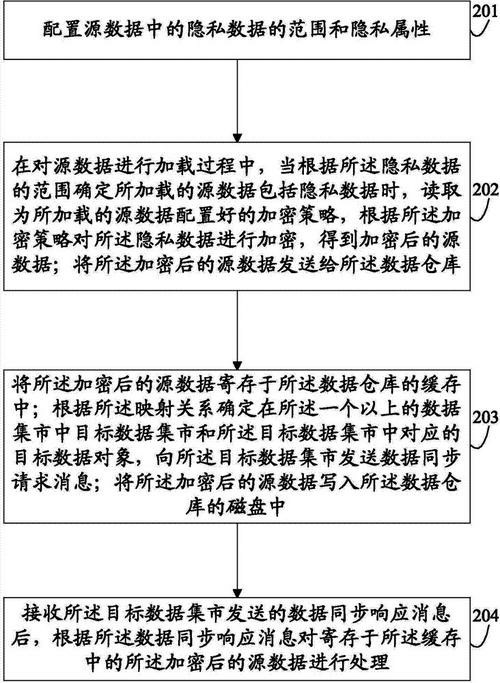 配置源数据中的隐私数据的范围和隐私属性
201
在对源数据进行加载过程中，当根据所述隐私数据
的范围确定所加载的源数据包括隐私数据时，读取
为所加载的源数据配置好的加密策略，根据所述加
密策略对所述隐私数据进行加密，得到加密后的源
数据；将所述加密后的源数据发送给所述数据仓库
202
将所述加密后的源数据寄存于所述数据仓库的缓存
中；根据所述映射关系确定在所述一个以上的数据
集市中目标数据集市和所述目标数据集市中对应的
目标数据对象，向所述目标数据集市发送数据同步
请求消息；将所述加密后的源数据写入所述数据仓
库的磁盘中
203
接收所述目标数据集市发送的数据同步响应消息
后，根据所述数据同步响应消息对寄存于所述缓存
中的所述加密后的源数据进行处理
204